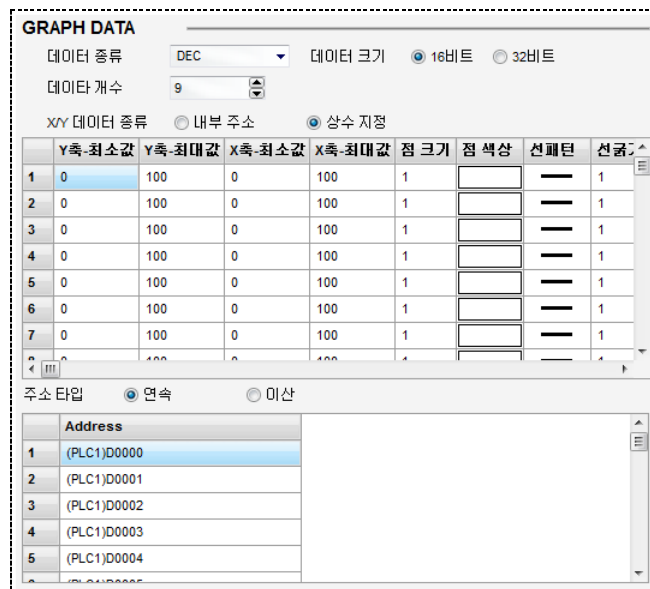 GRAPH DATA
데이터 종류 DEC 데이터 크기 16비트 32비트
데이타 개수 9
X/Y 데이터 종류 내부 주소 상수 지정
Y축-최소값 Y축-최대값 X축-최소값 X축-최대값 점 크기 점 색상 선패턴
1 0 100 0 100 1 1
2 0 100 0 100 1 1
3 0 100 0 100 1 1
4 0 100 0 100 1 1
5 0 100 0 100 1 1
6 0 100 0 100 1 1
7 0 100 0 100 1 1
주소 타입 연속 이산
Address
1 (PLC1)D0000
2 (PLC1)D0001
3 (PLC1)D0002
4 (PLC1)D0003
5 (PLC1)D0004